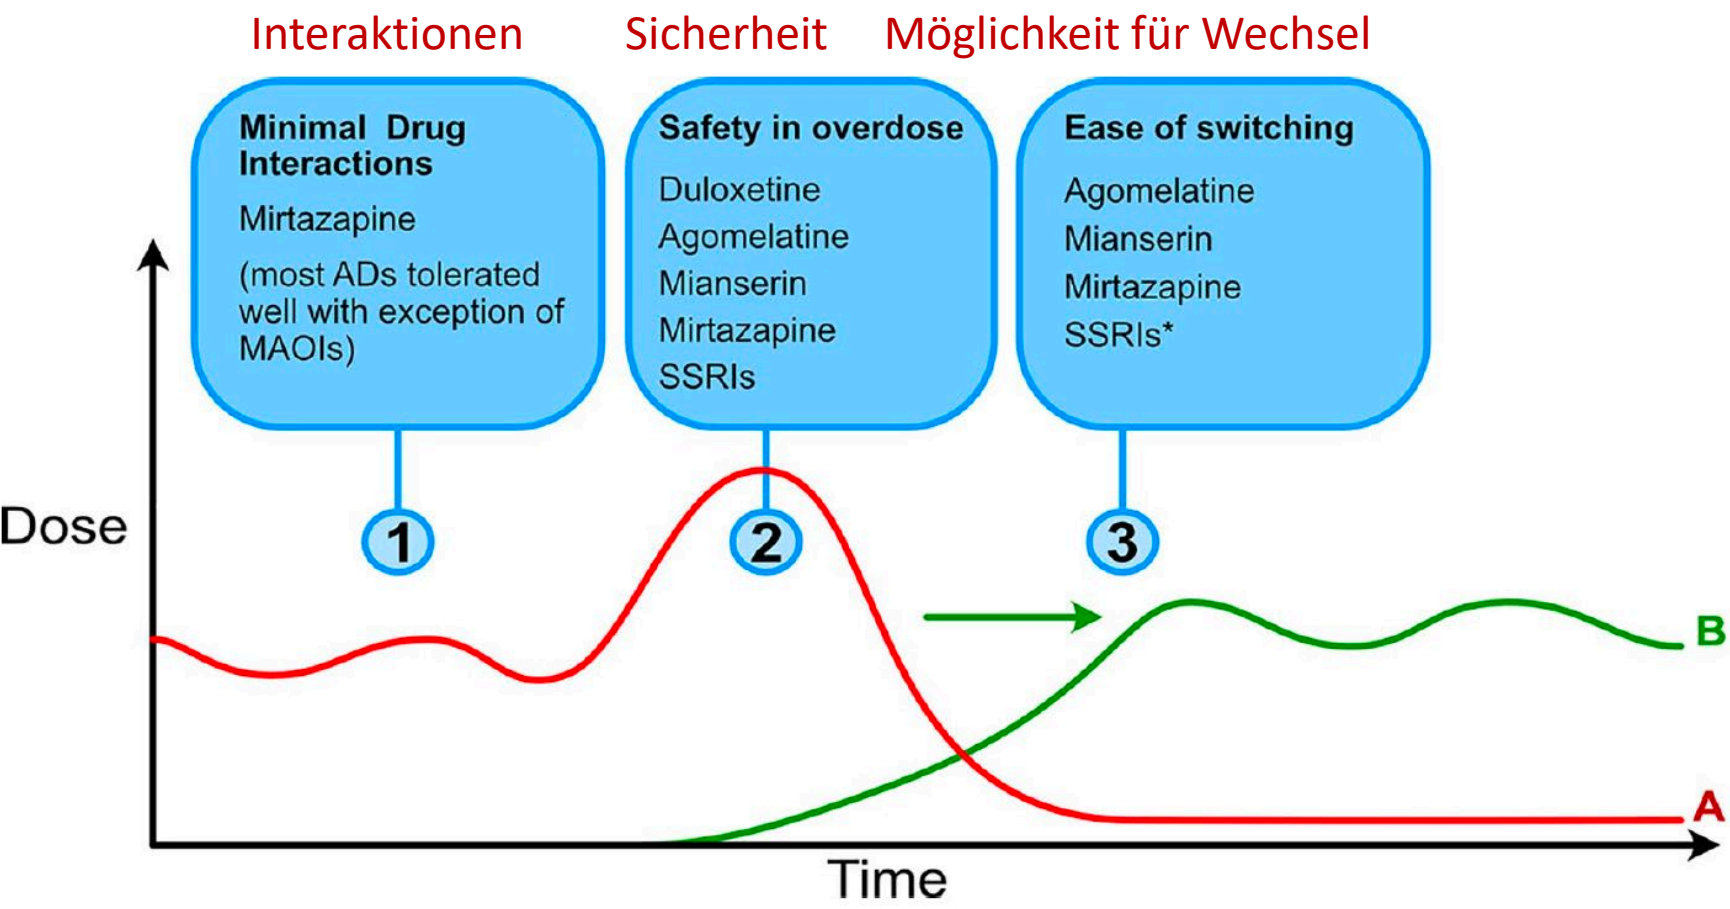 Interaktionen
Sicherheit
Möglichkeit für Wechsel
Minimal Drug
Interactions
Mirtazapine
(most ADs tolerated
well with exception of
MAOIs)
Safety in overdose
Duloxetine
Agomelatine
Mianserin
Mirtazapine
SSRIs
Ease of switching
Agomelatine
Mianserin
Mirtazapine
SSRIs*
Dose
1
2
3
B
A
Time